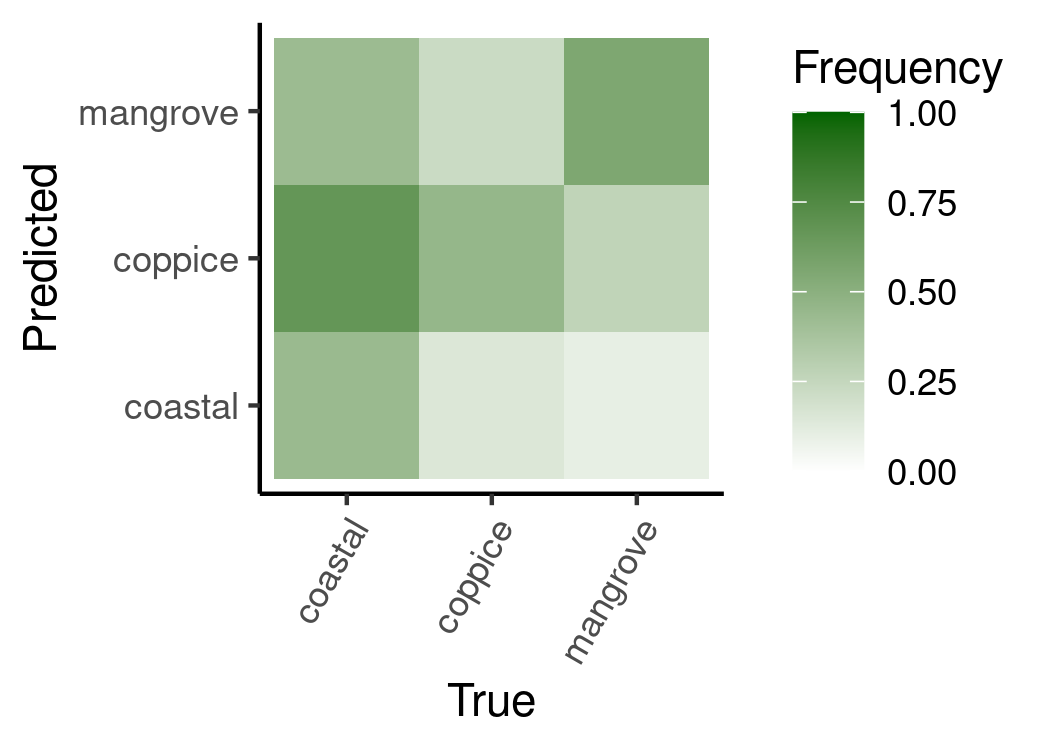 Frequency
1.00
0.75
0.50
0.25
0.00
Predicted
mangrove
coppice
coastal
coastal
coppice
mangrove
True